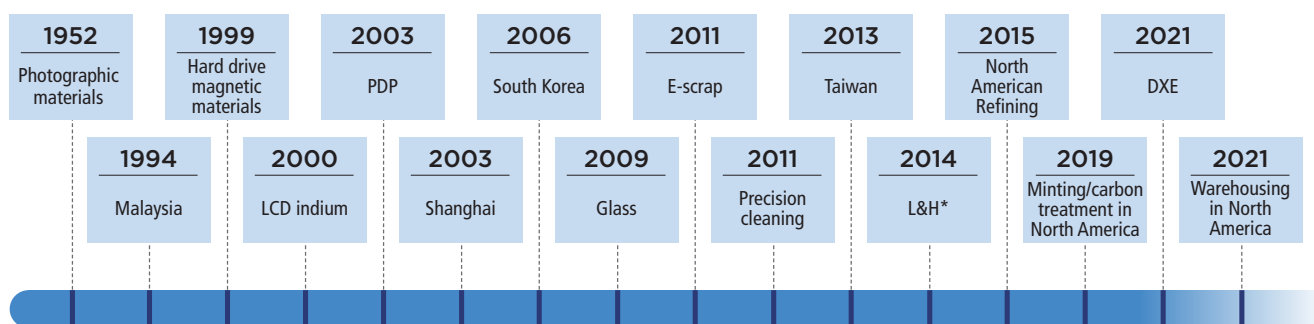 1952
Photographic
materials
1999
Hard drive
magnetic
materials
2003
PDP
2006
South Korea
2011
E-scrap
2013
Taiwan
2015
North
American
Refining
2021
DXE
1994
Malaysia
2000
LCD indium
2003
Shanghai
2009
Glass
2011
Precision
cleaning
2014
L&H*
2019
Minting/carbon
treatment in
North America
2021
Warehousing
in North
America